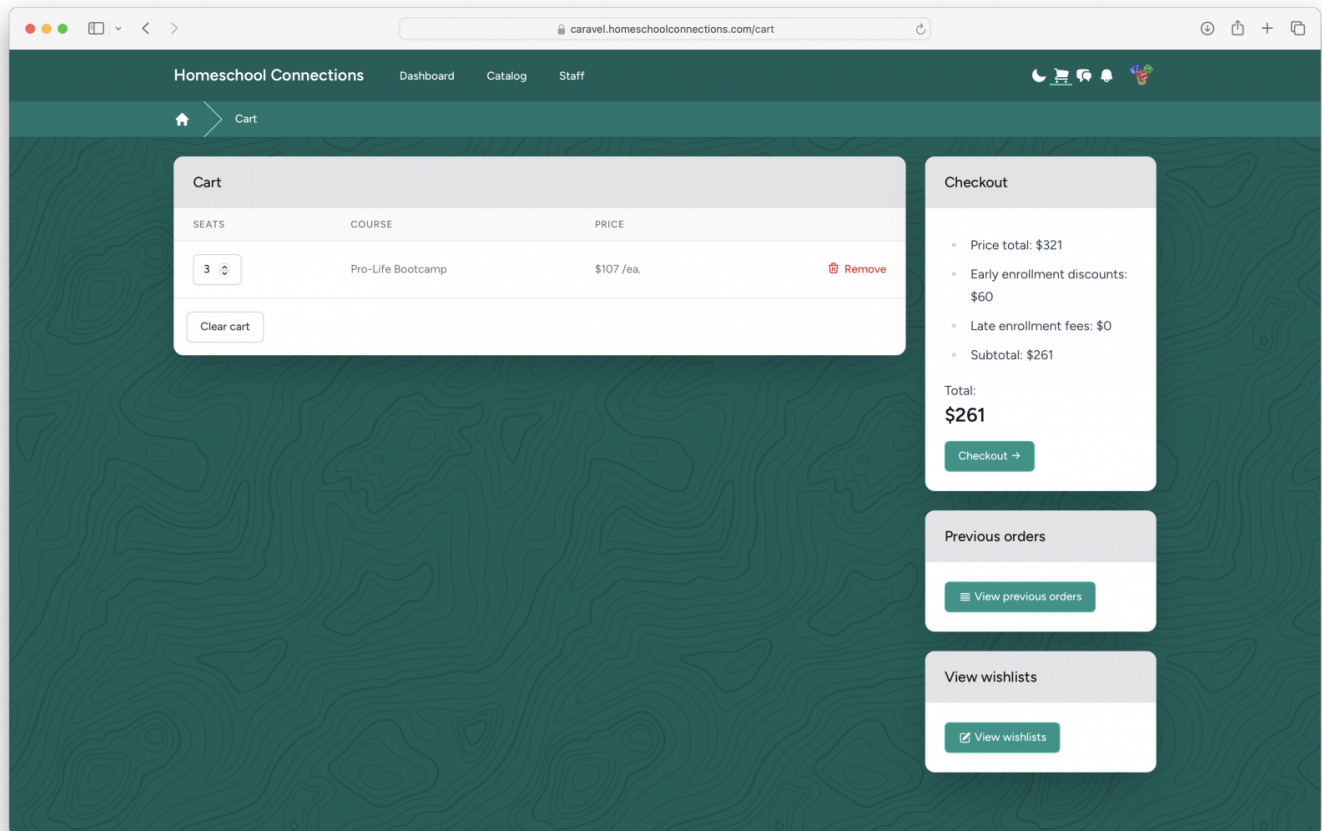 caravel.homeschoolconnections.com/cart
Homeschool Connections Dashboard Catalog Staff
Cart
Cart
SEATS COURSE PRICE
3 Pro-Life Bootcamp $107 /ea. Remove
Clear cart
Checkout
Price total: $321
Early enrollment discounts:
$60
Late enrollment fees: $0
Subtotal: $261
Total:
$261
Checkout →
Previous orders
View previous orders
View wishlists
View wishlists